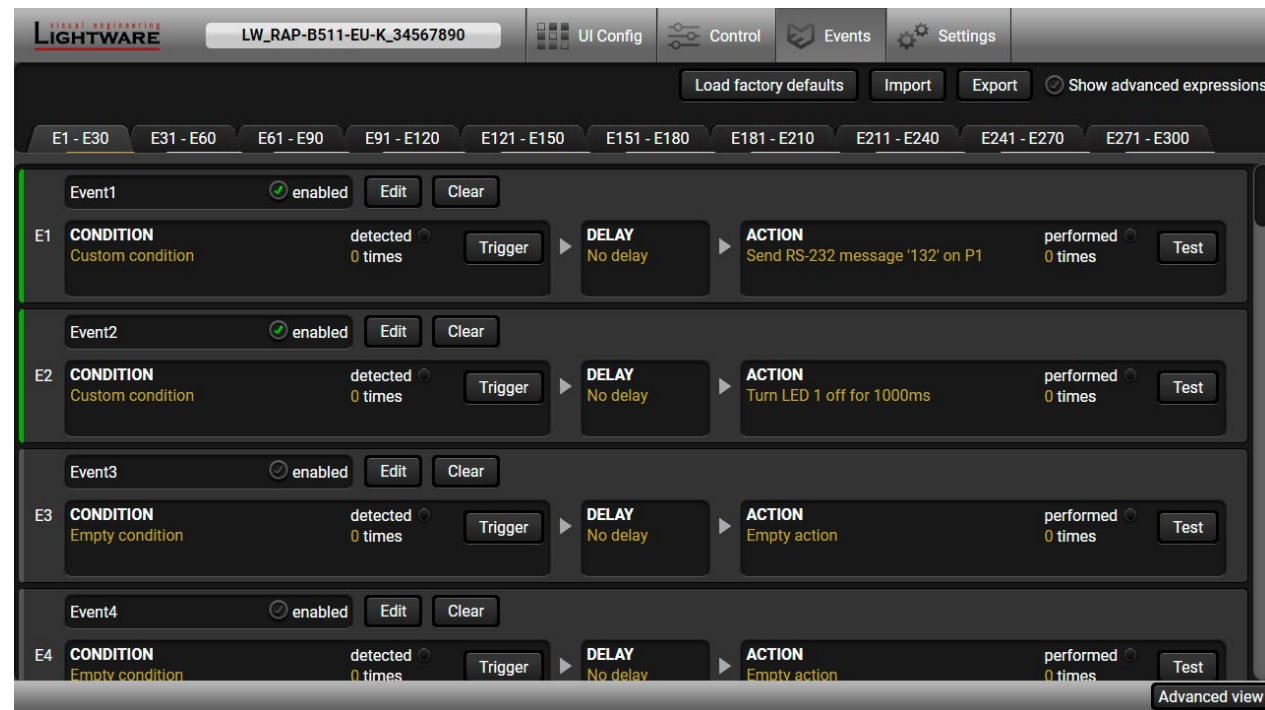 visual engineering
LIGHTWARE
LW_RAP-B511-EU-K_34567890
UI Config
Control
Events
Settings
Load factory defaults
Import
Export
Show advanced expressions
E1 - E30
E31 - E60
E61 - E90
E91 - E120
E121 - E150
E151 - E180
E181 - E210
E211 - E240
E241 - E270
E271 - E300
Event1
enabled
Edit
Clear
E1
CONDITION
Custom condition
detected
0 times
Trigger
DELAY
No delay
ACTION
Send RS-232 message '132' on P1
performed
0 times
Test
Event2
enabled
Edit
Clear
E2
CONDITION
Custom condition
detected
0 times
Trigger
DELAY
No delay
ACTION
Turn LED 1 off for 1000ms
performed
0 times
Test
Event3
enabled
Edit
Clear
E3
CONDITION
Empty condition
detected
0 times
Trigger
DELAY
No delay
ACTION
Empty action
performed
0 times
Test
Event4
enabled
Edit
Clear
E4
CONDITION
Empty condition
detected
0 times
Trigger
DELAY
No delay
ACTION
Empty action
performed
0 times
Test
Advanced view